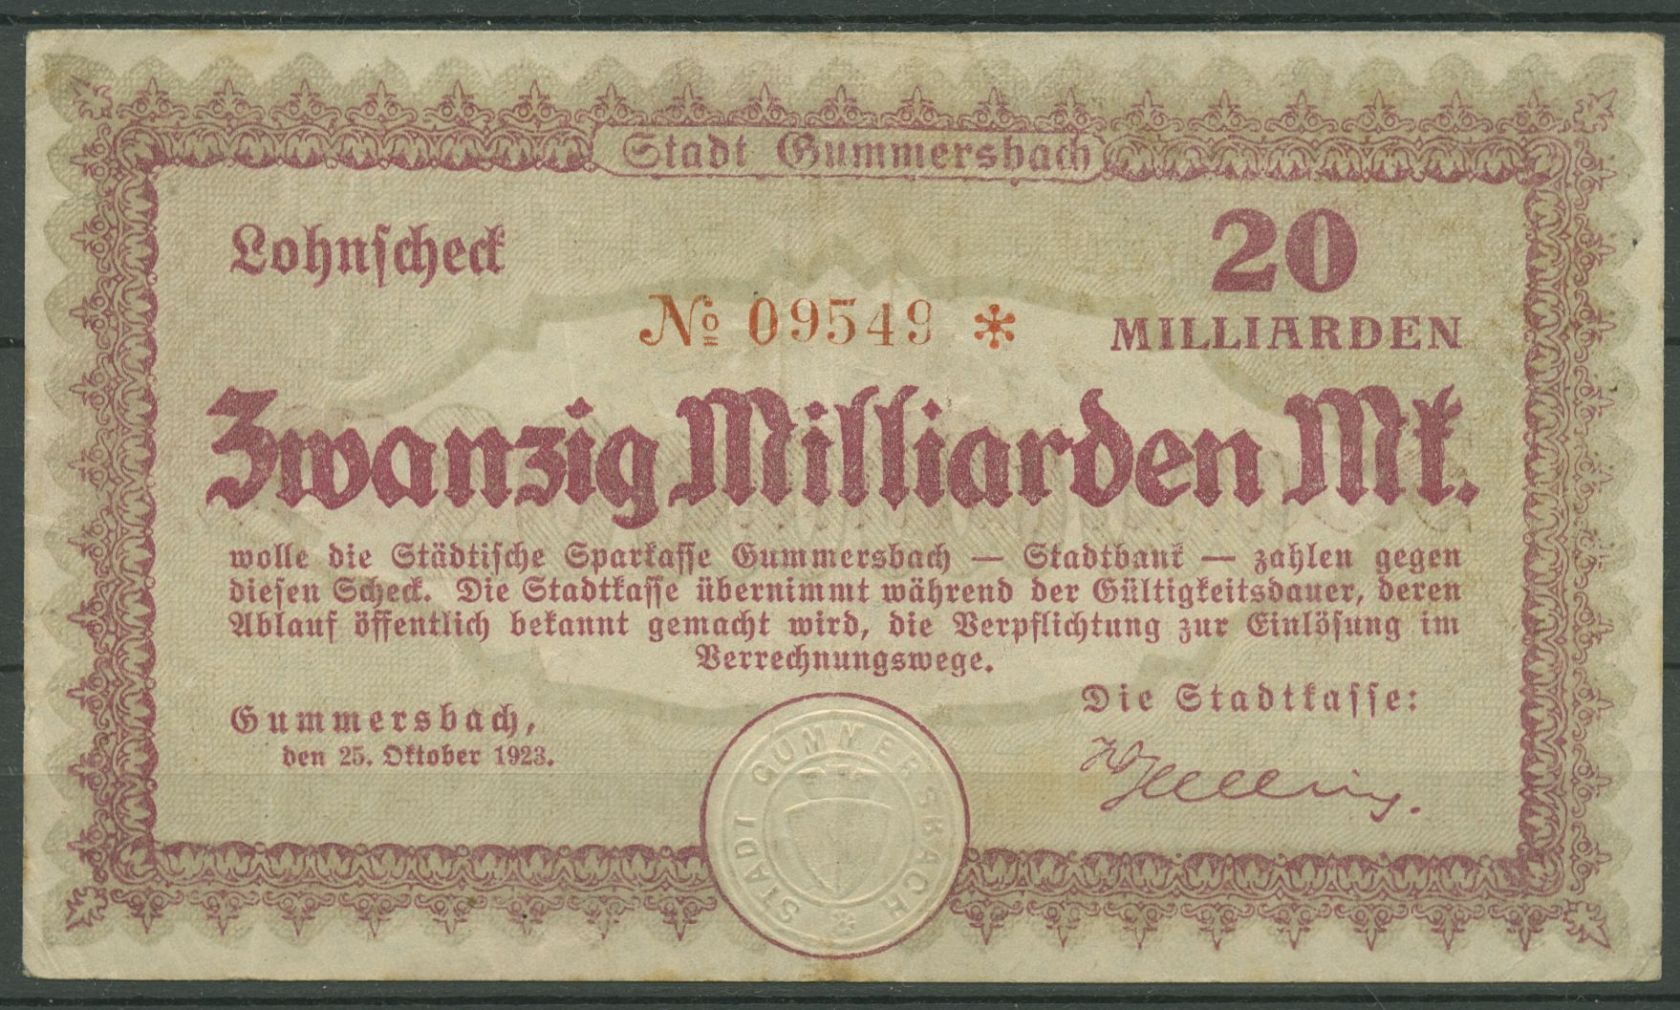 Stadt Gummersbach
Lohnscheck
20
MILLIARDEN
№ 09549 *
Zwanzig Milliarden Mk.
wolle die Städtische Sparkasse Gummersbach — Stadtbank — zahlen gegen
diesen Scheck. Die Stadtkasse übernimmt während der Gültigkeitsdauer, deren
Ablauf öffentlich bekannt gemacht wird, die Verpflichtung zur Einlösung im
Verrechnungswege.
Gummersbach,
den 25. Oktober 1923.
Die Stadtkasse:
STADT GUMMERSBACH